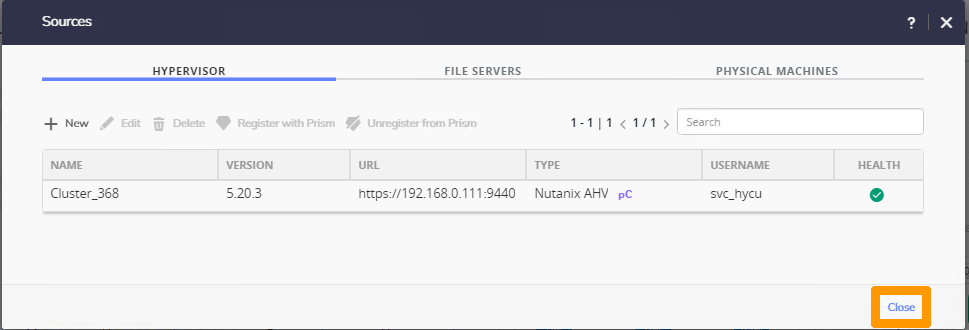 Sources
?
HYPERVISOR FILE SERVERS PHYSICAL MACHINES
New Edit Delete Register with Prism Unregister from Prism 1 - 1 | 1 < 1 / 1 > Search
NAME VERSION URL TYPE USERNAME HEALTH
Cluster_368 5.20.3 https://192.168.0.111:9440 Nutanix AHV pC svc_hycu
Close